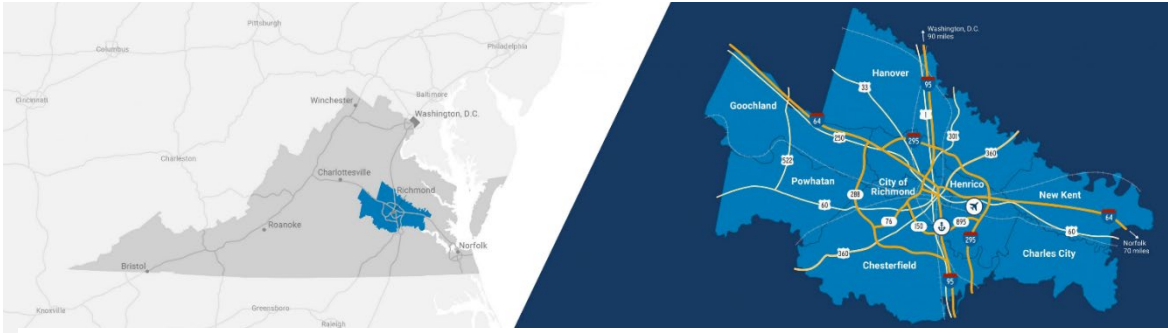 Pittsburgh
Columbus
Philadelphia
Cincinnati
Baltimore
Winchester
Washington, D.C.
Charleston
Charlottesville
Richmond
Roanoke
Norfolk
Bristol
Knoxville
Greensboro
Raleigh
Washington, D.C.
90 miles
Hanover
33
95
Goochland
1
64
250
295
301
360
522
Powhatan
City of
Richmond
Henrico
288
New Kent
60
76
150
895
60
64
295
Norfolk
70 miles
360
Chesterfield
Charles City
95